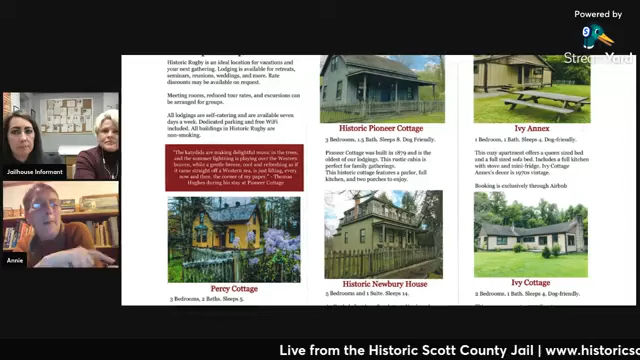 Powered by
StreamYard
Historic Rugby is an ideal location for vacations and
your next gathering. Lodging is available for retreats,
seminars, reunions, weddings, and more. Rate
discounts may be available on request.
Meeting rooms, reduced tour rates, and excursions can
be arranged for groups.
All lodgings are self-catering and are available seven
days a week. Dedicated parking and free WiFi
included. All buildings in Historic Rugby are
non-smoking.
"The katydids are making delightful music in the trees,
and the summer lightning is playing over the Western
heaven, while a gentle breeze, cool and refreshing as if
it came straight off a Western sea, is just lifting, every
now and then, the corner of my paper." - Thomas
Hughes during his stay at Pioneer Cottage
Percy Cottage
3 Bedrooms, 2 Baths. Sleeps 5.
Historic Pioneer Cottage
3 Bedrooms, 1.5 Bath. Sleeps 8. Dog Friendly.
Pioneer Cottage was built in 1879 and is the
oldest of our lodgings. This rustic cabin is
perfect for family gatherings.
This historic cottage features a parlor, full
kitchen, and two porches to enjoy.
Historic Newbury House
5 Bedrooms and 1 Suite. Sleeps 14.
Ivy Annex
1 Bedroom, 1 Bath. Sleeps 4. Dog-friendly.
This cozy apartment offers a queen sized bed
and a full sized sofa bed. Includes a full kitchen
with stove and mini-fridge. Ivy Cottage
Annex's decor is 1970s vintage.
Booking is exclusively through Airbnb
Ivy Cottage
2 Bedrooms, 1 Bath. Sleeps 4. Dog-friendly.
Jailhouse Informant
Annie
Live from the Historic Scott County Jail | www.historicsc